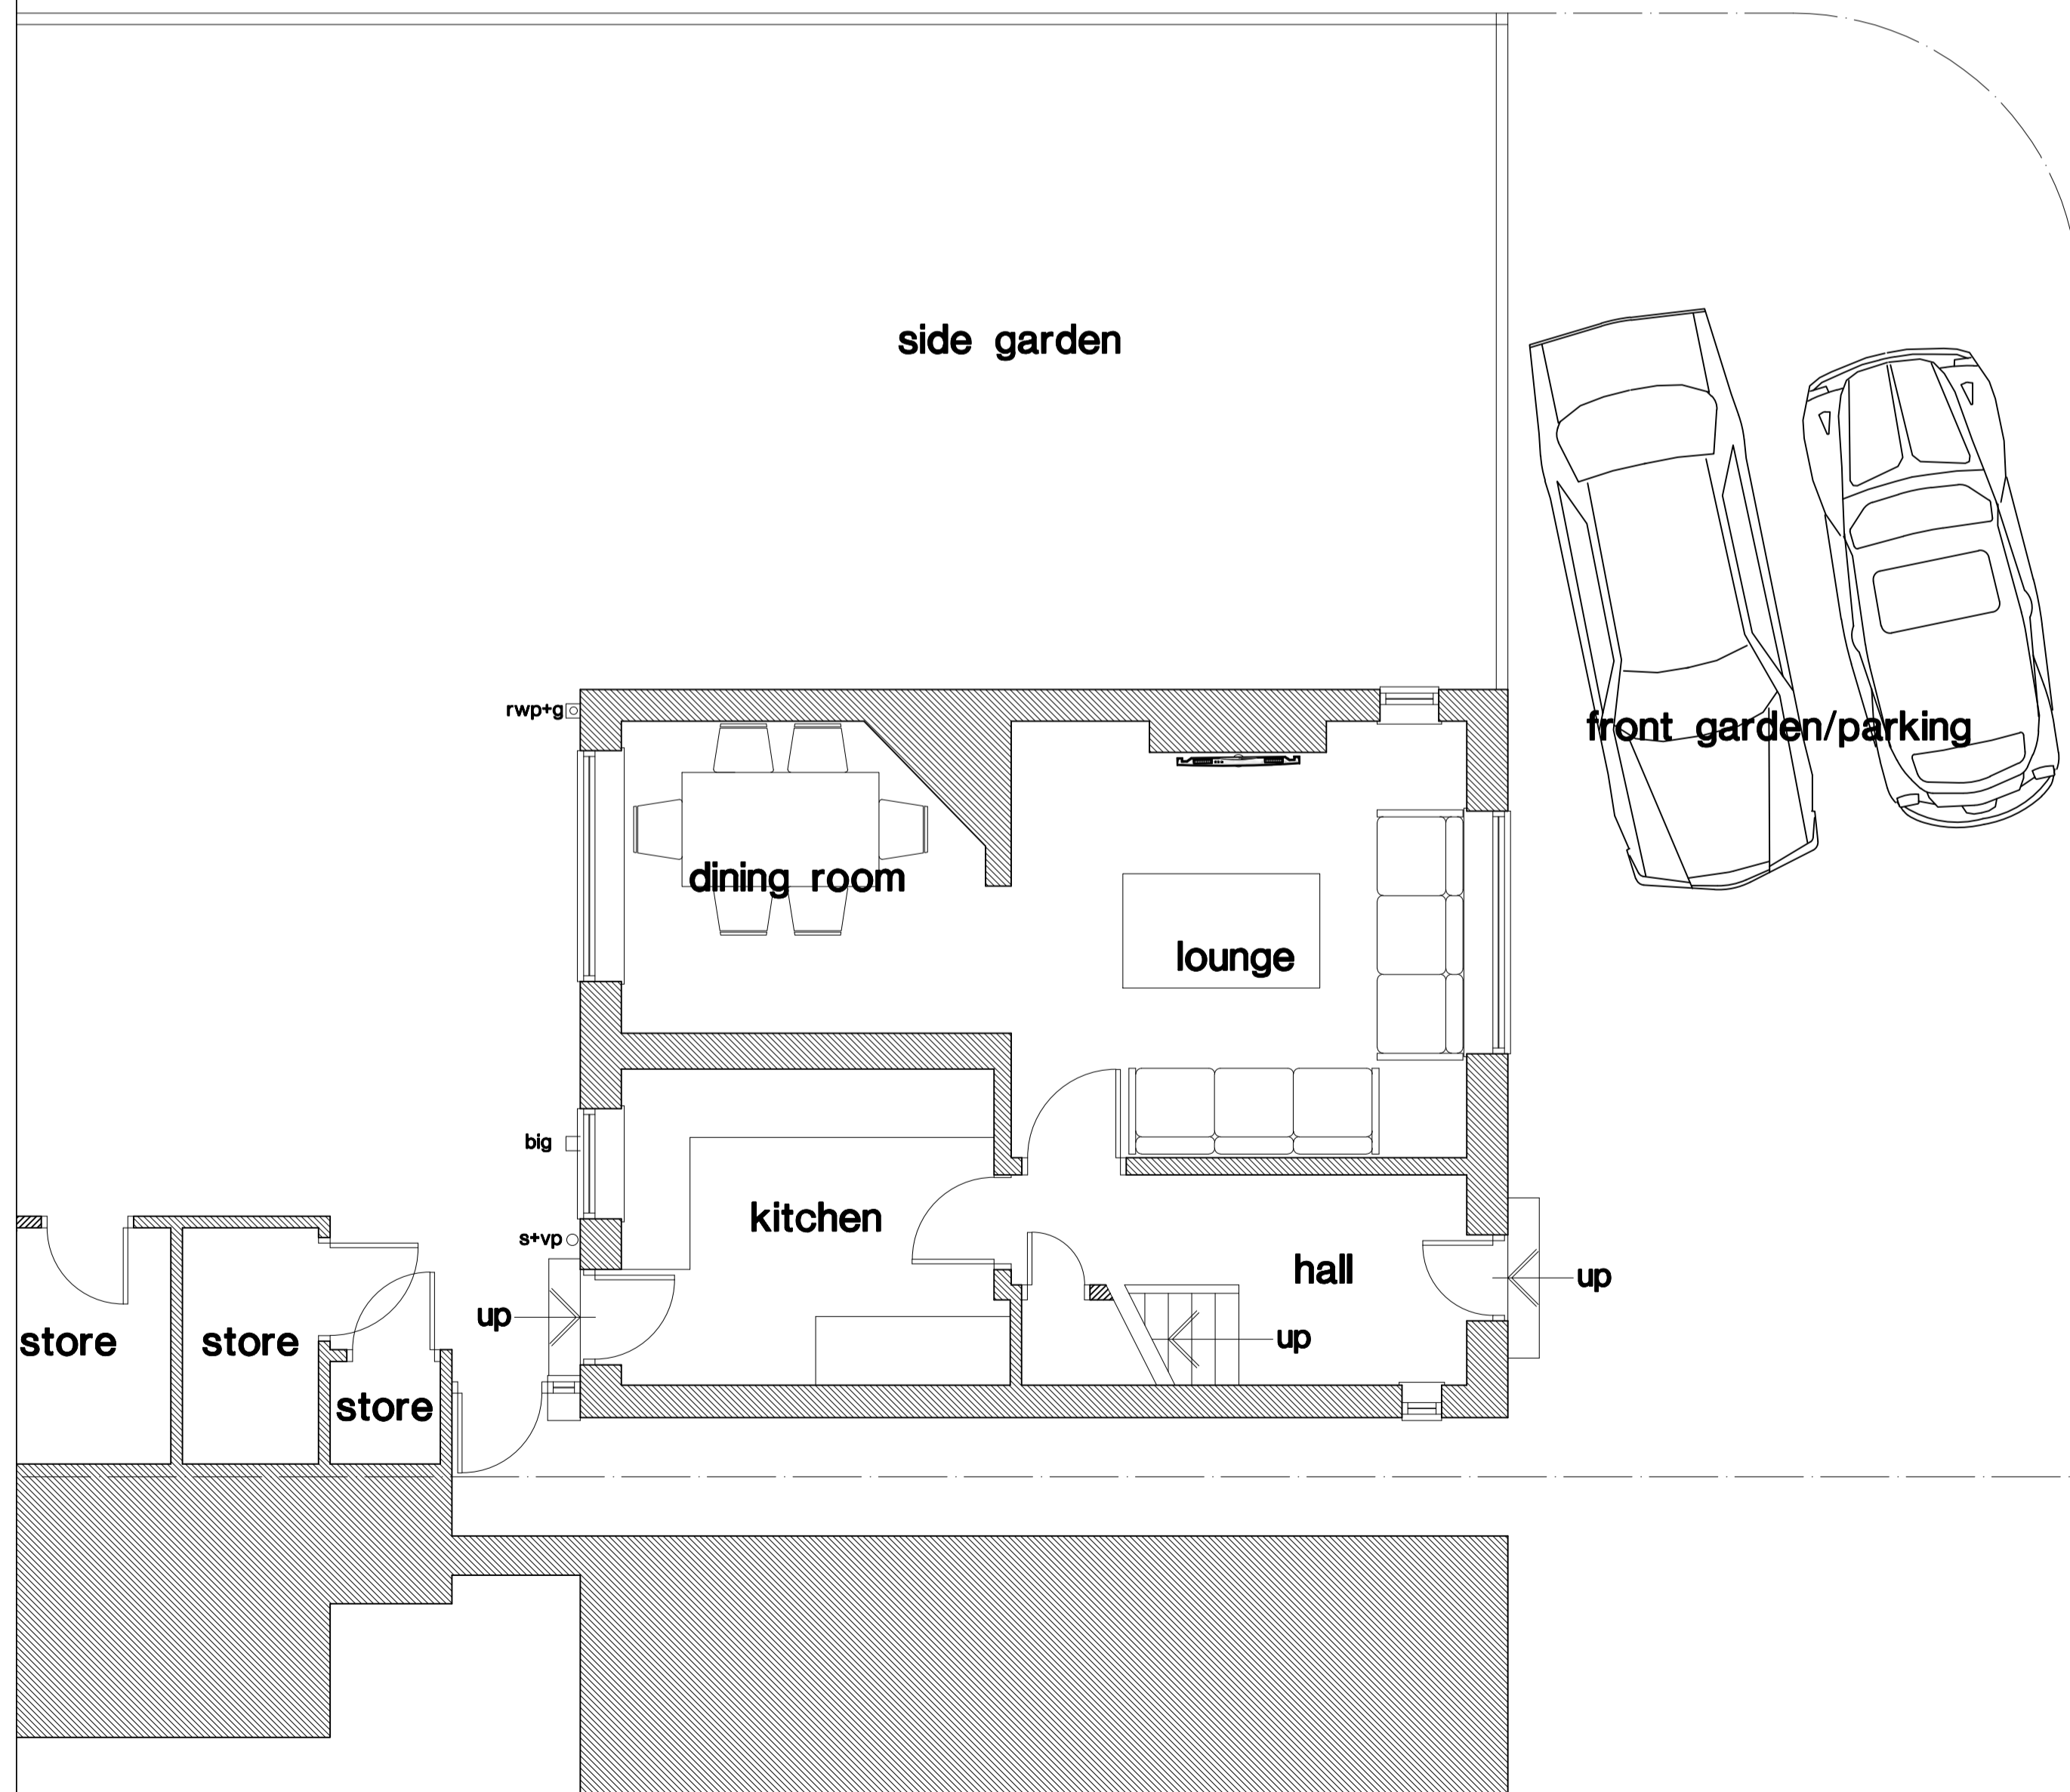 side garden
rwp+g
front garden/parking
dining room
lounge
big
kitchen
s+vp
hall
up
up
up
store
store
store